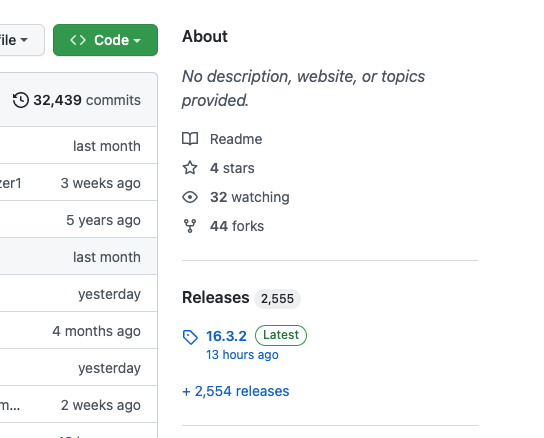 file
Code
About
No description, website, or topics
provided.
32,439 commits
Readme
last month
4 stars
zer1 3 weeks ago
32 watching
5 years ago
44 forks
last month
yesterday
Releases 2,555
4 months ago
16.3.2 Latest
13 hours ago
yesterday
+ 2,554 releases
m... 2 weeks ago